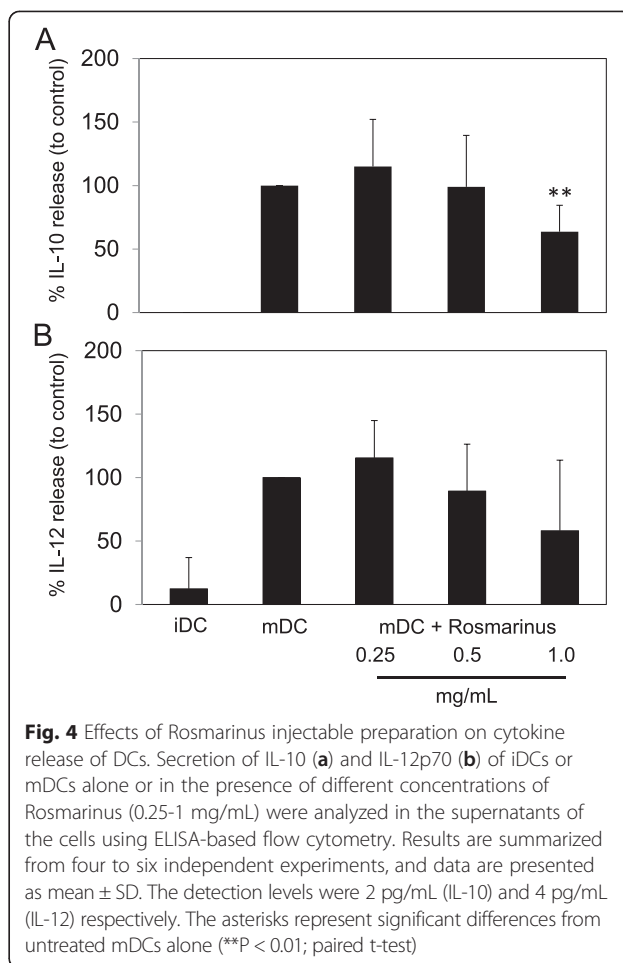 A
200
150
100
50
0
% IL-10 release (to control)
**
B
200
150
100
50
0
% IL-12 release (to control)
iDC mDC mDC + Rosmarinus
0.25 0.5 1.0
mg/mL
Fig. 4 Effects of Rosmarinus injectable preparation on cytokine
release of DCs. Secretion of IL-10 (a) and IL-12p70 (b) of iDCs or
mDCs alone or in the presence of different concentrations of
Rosmarinus (0.25-1 mg/mL) were analyzed in the supernatants of
the cells using ELISA-based flow cytometry. Results are summarized
from four to six independent experiments, and data are presented
as mean ± SD. The detection levels were 2 pg/mL (IL-10) and 4 pg/mL
(IL-12) respectively. The asterisks represent significant differences from
untreated mDCs alone (**P < 0.01; paired t-test)